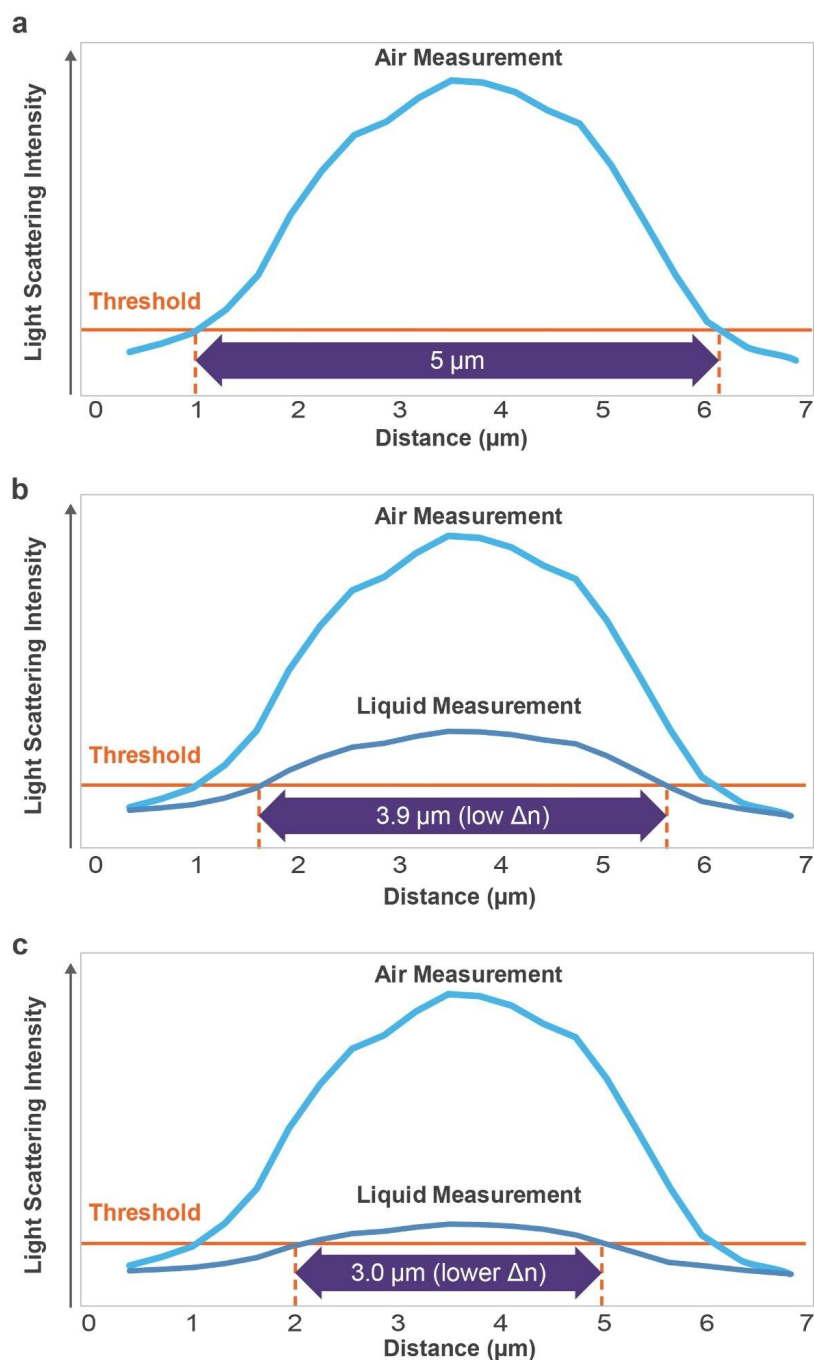 a
Air Measurement
Light Scattering Intensity
Threshold
5 µm
0 1 2 3 4 5 6 7
Distance (µm)
b
Air Measurement
Light Scattering Intensity
Liquid Measurement
Threshold
3.9 µm (low Δn)
0 1 2 3 4 5 6 7
Distance (µm)
c
Air Measurement
Light Scattering Intensity
Liquid Measurement
Threshold
3.0 µm (lower Δn)
0 1 2 3 4 5 6 7
Distance (µm)